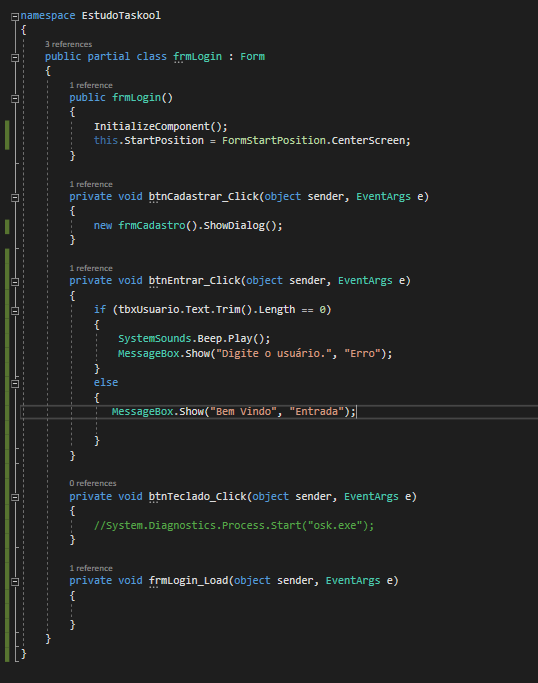 namespace EstudoTaskool
{
3 references
public partial class frmLogin : Form
{
1 reference
public frmLogin()
{
InitializeComponent();
this.StartPosition = FormStartPosition.CenterScreen;
}
1 reference
private void btnCadastrar_Click(object sender, EventArgs e)
{
new frmCadastro().ShowDialog();
}
1 reference
private void btnEntrar_Click(object sender, EventArgs e)
{
if (tbxUsuario.Text.Trim().Length == 0)
{
SystemSounds.Beep.Play();
MessageBox.Show("Digite o usuário.", "Erro");
}
else
{
MessageBox.Show("Bem Vindo", "Entrada");
}
}
0 references
private void btnTeclado_Click(object sender, EventArgs e)
{
//System.Diagnostics.Process.Start("osk.exe");
}
1 reference
private void frmLogin_Load(object sender, EventArgs e)
{
}
}
}